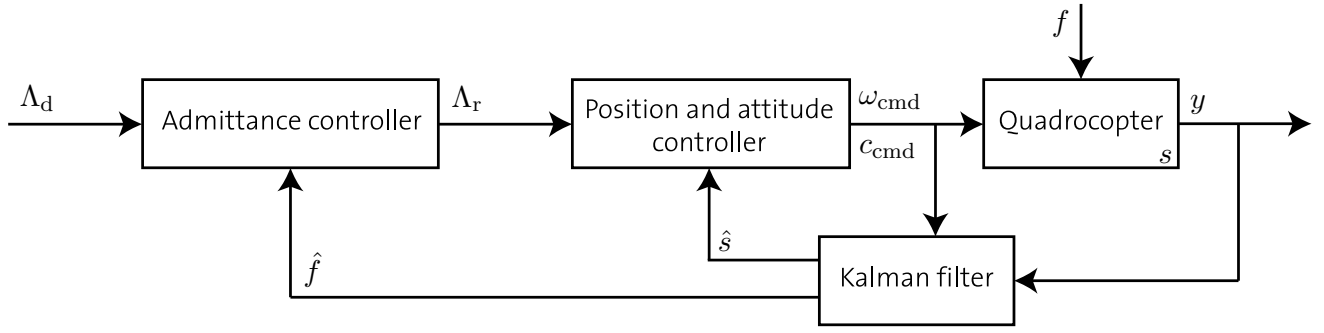 f
Λd
Admittance controller
Λr
Position and attitude
controller
ωcmd
ccmd
Quadrocopter
s
y
ŝ
f̂
Kalman filter